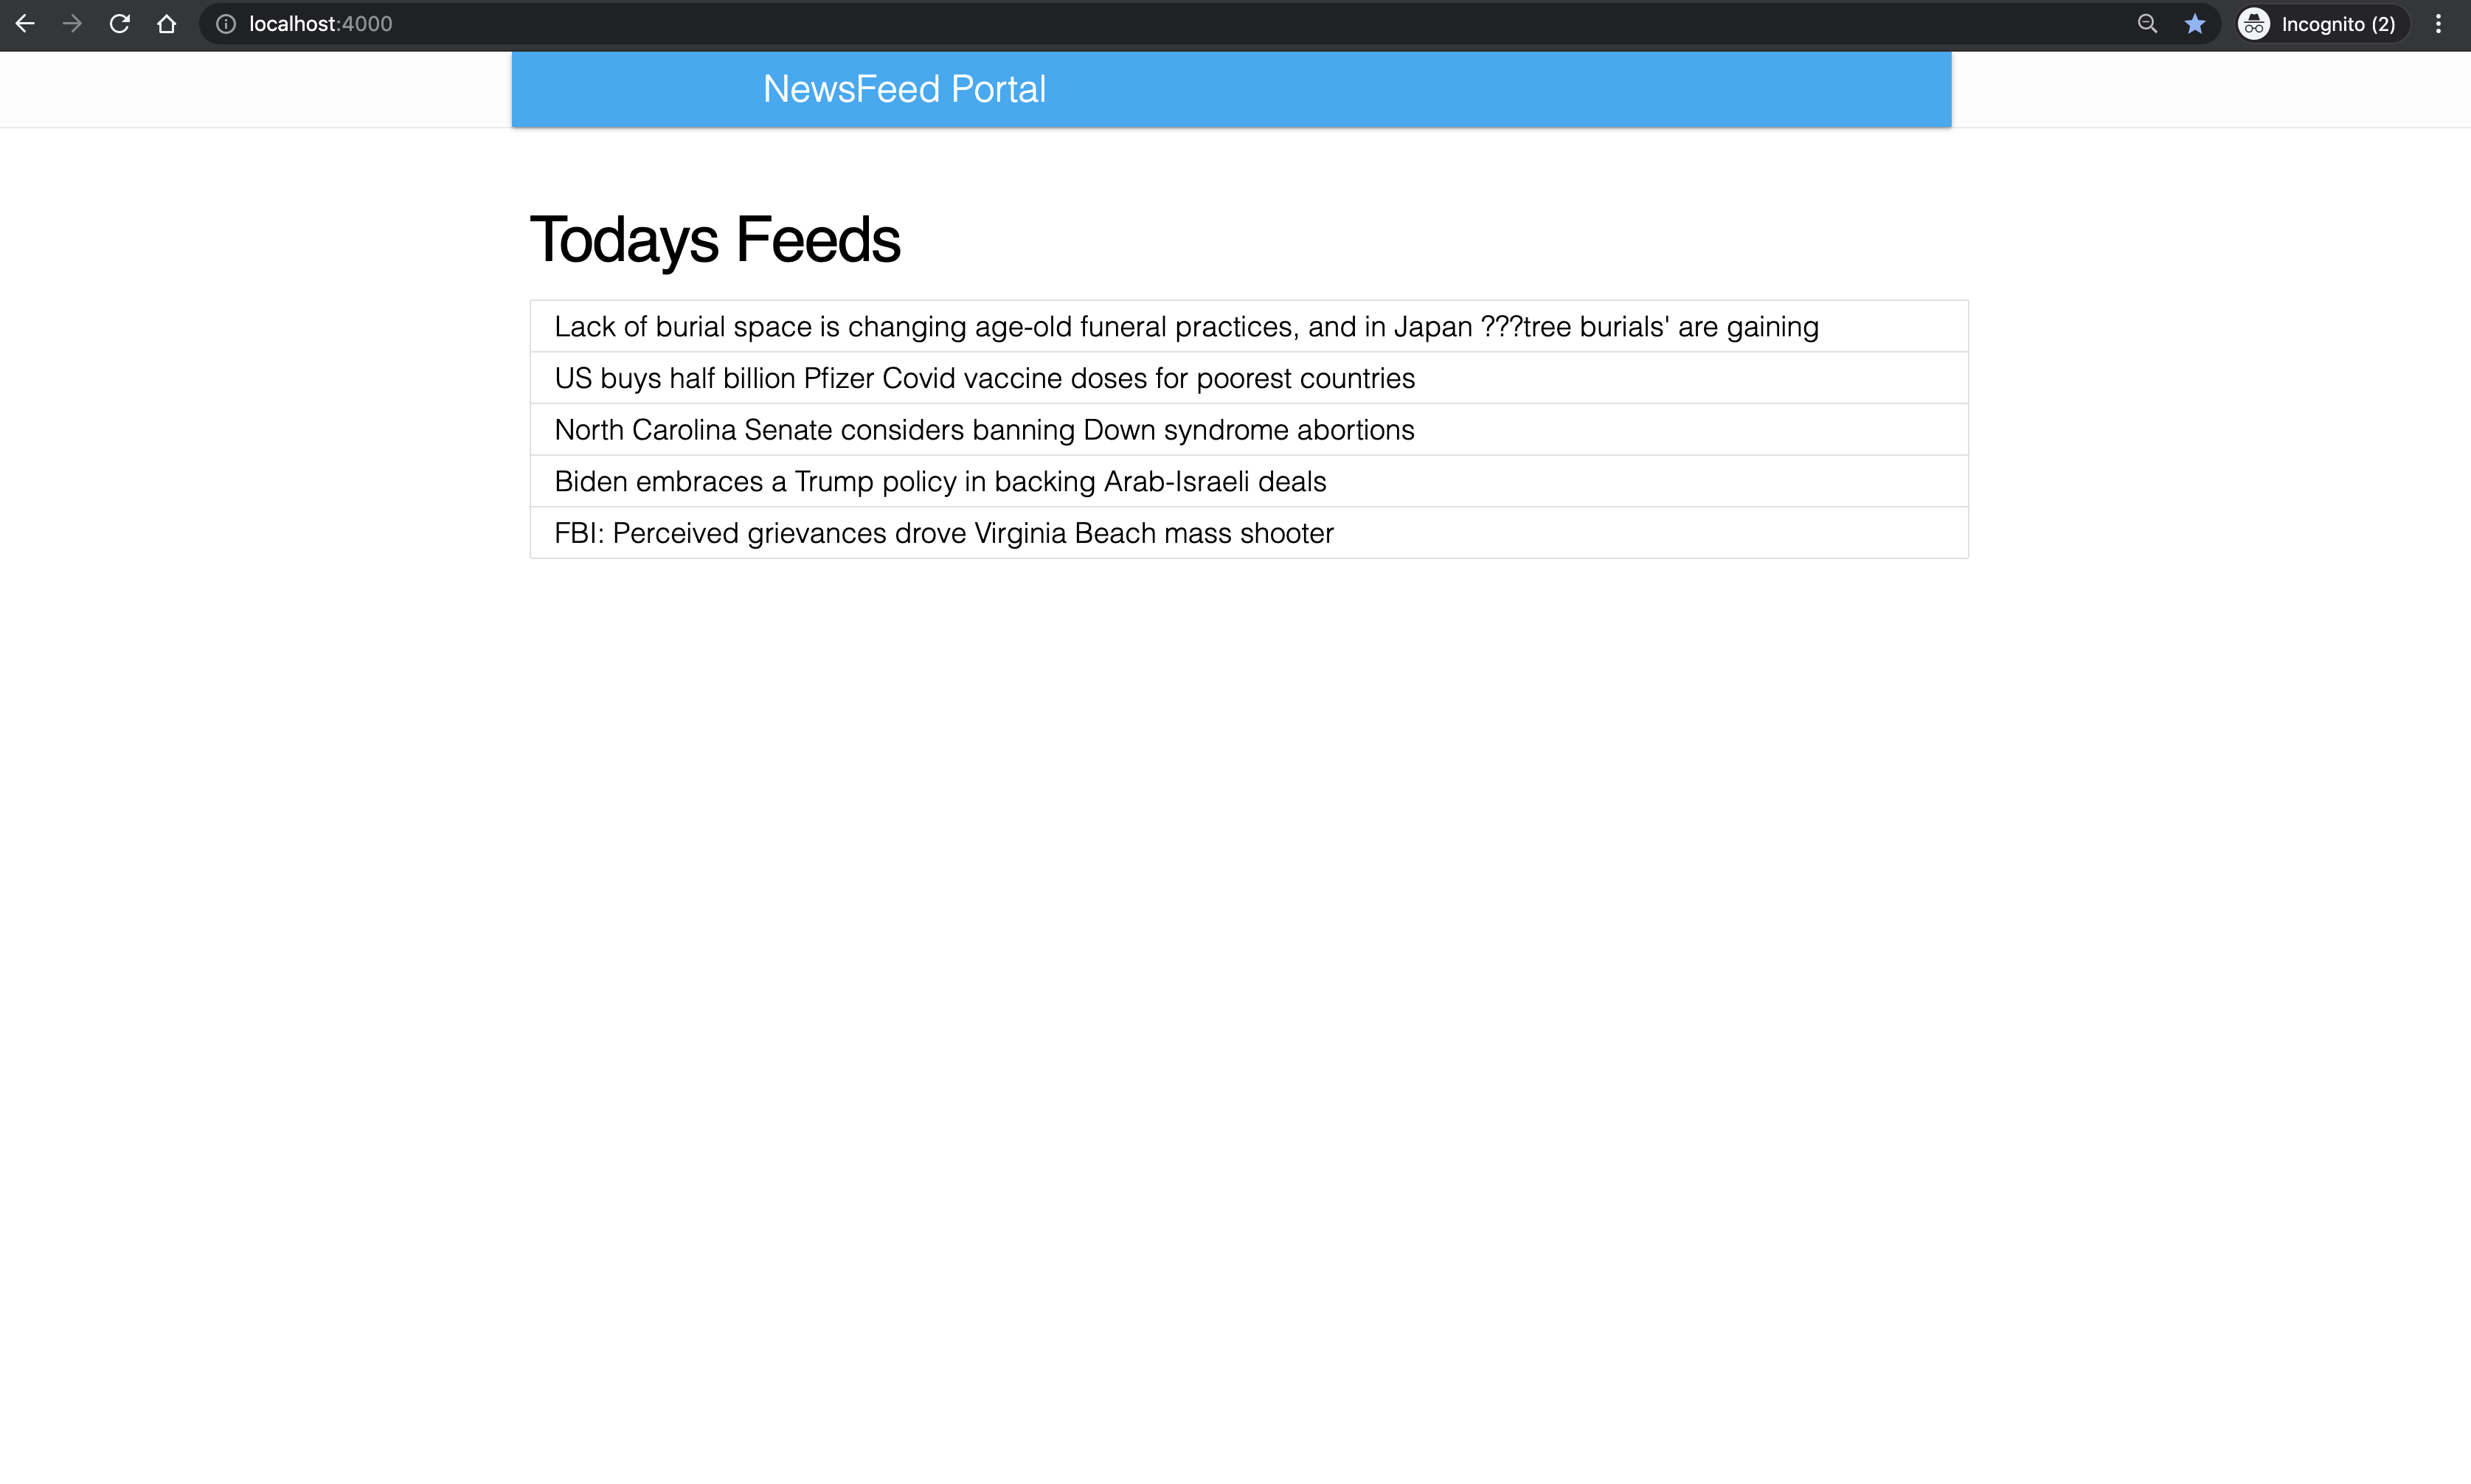 localhost:4000
Incognito (2)
NewsFeed Portal
Todays Feeds
Lack of burial space is changing age-old funeral practices, and in Japan ???tree burials' are gaining
US buys half billion Pfizer Covid vaccine doses for poorest countries
North Carolina Senate considers banning Down syndrome abortions
Biden embraces a Trump policy in backing Arab-Israeli deals
FBI: Perceived grievances drove Virginia Beach mass shooter